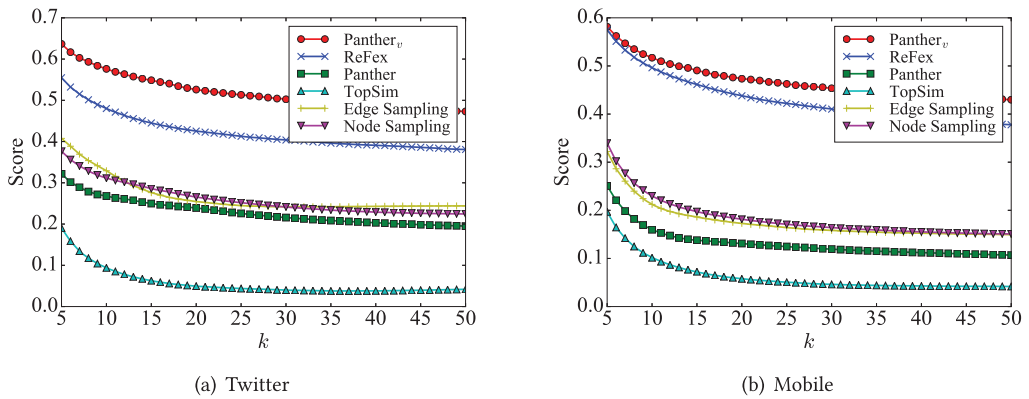 0.7
0.6
0.5
0.4
0.3
0.2
0.1
0.0
Score
5 10 15 20 25 30 35 40 45 50
k
Panther_v
ReFex
Panther
TopSim
Edge Sampling
Node Sampling
(a) Twitter
0.6
0.5
0.4
0.3
0.2
0.1
0.0
Score
5 10 15 20 25 30 35 40 45 50
k
Panther_v
ReFex
Panther
TopSim
Edge Sampling
Node Sampling
(b) Mobile